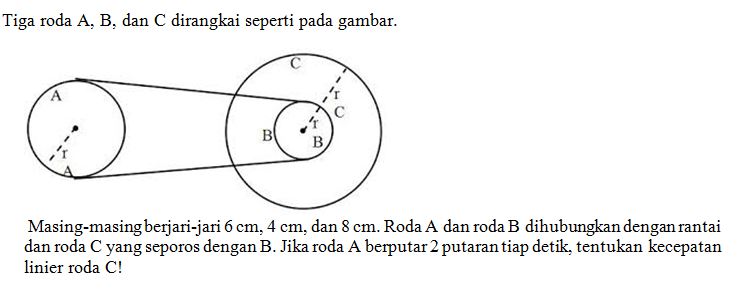 Tiga roda A, B, dan C dirangkai seperti pada gambar.
C
A
r
C
r
B
B
r
A
Masing-masing berjari-jari 6 cm, 4 cm, dan 8 cm. Roda A dan roda B dihubungkan dengan rantai
dan roda C yang seporos dengan B. Jika roda A berputar 2 putaran tiap detik, tentukan kecepatan
linier roda C!